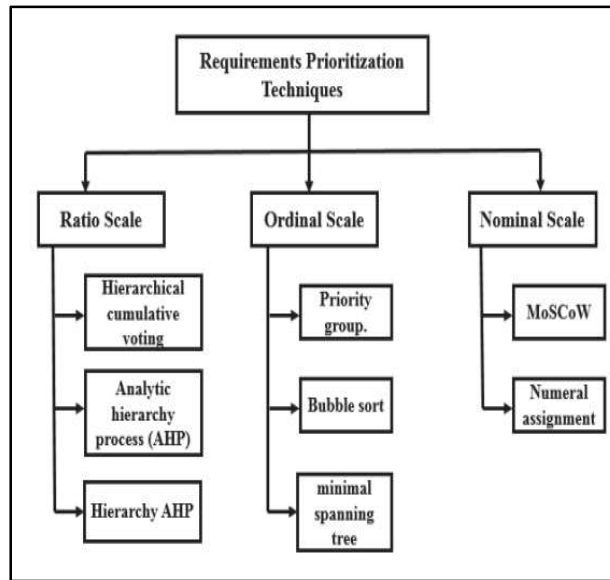 Requirements Prioritization
Techniques
Ratio Scale
Hierarchical
cumulative
voting
Analytic
hierarchy
process (AHP)
Hierarchy AHP
Ordinal Scale
Priority
group.
Bubble sort
minimal
spanning
tree
Nominal Scale
MoSCoW
Numeral
assignment